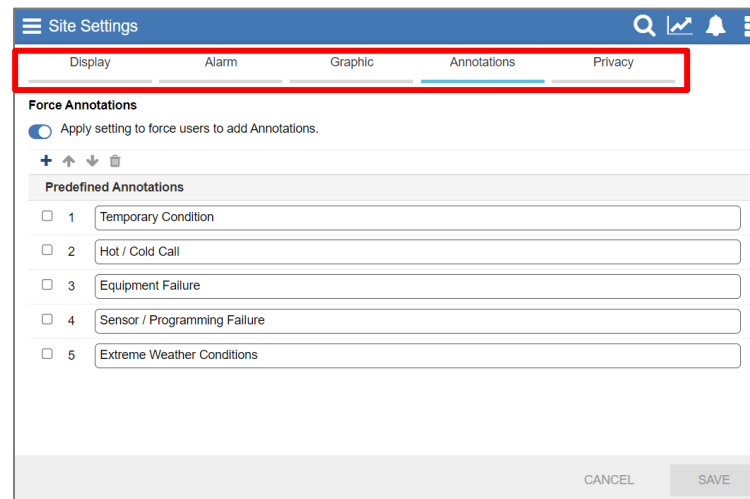 Site Settings
Display Alarm Graphic Annotations Privacy
Force Annotations
Apply setting to force users to add Annotations.
Predefined Annotations
1 Temporary Condition
2 Hot / Cold Call
3 Equipment Failure
4 Sensor / Programming Failure
5 Extreme Weather Conditions
CANCEL SAVE